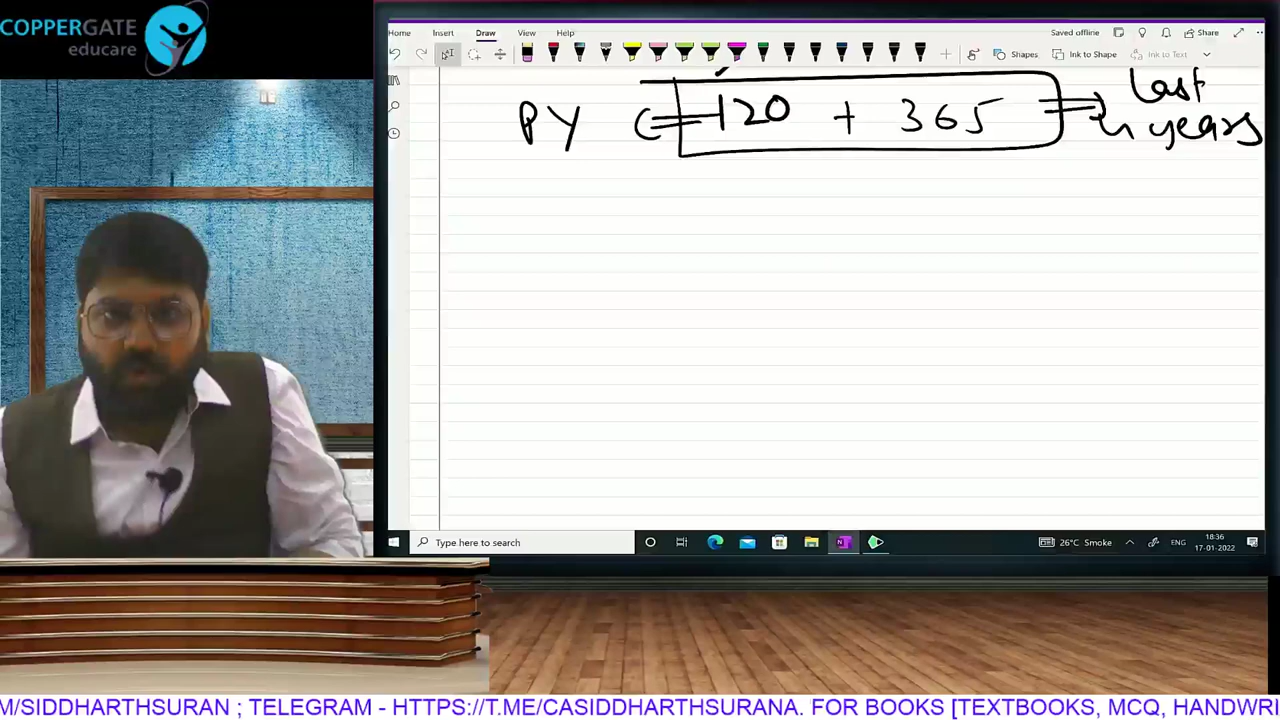 COPPERGATE
educare
Home Insert Draw View Help
Saved offline
Share
Shapes
Ink to Shape
Ink to Text
PY 120 + 365
last
4 years
Type here to search
26°C Smoke
ENG
18:36
17-01-2022
M/SIDDHARTHSURAN ; TELEGRAM - HTTPS://T.ME/CASIDDHARTHSURANA. FOR BOOKS [TEXTBOOKS, MCQ, HANDWRI